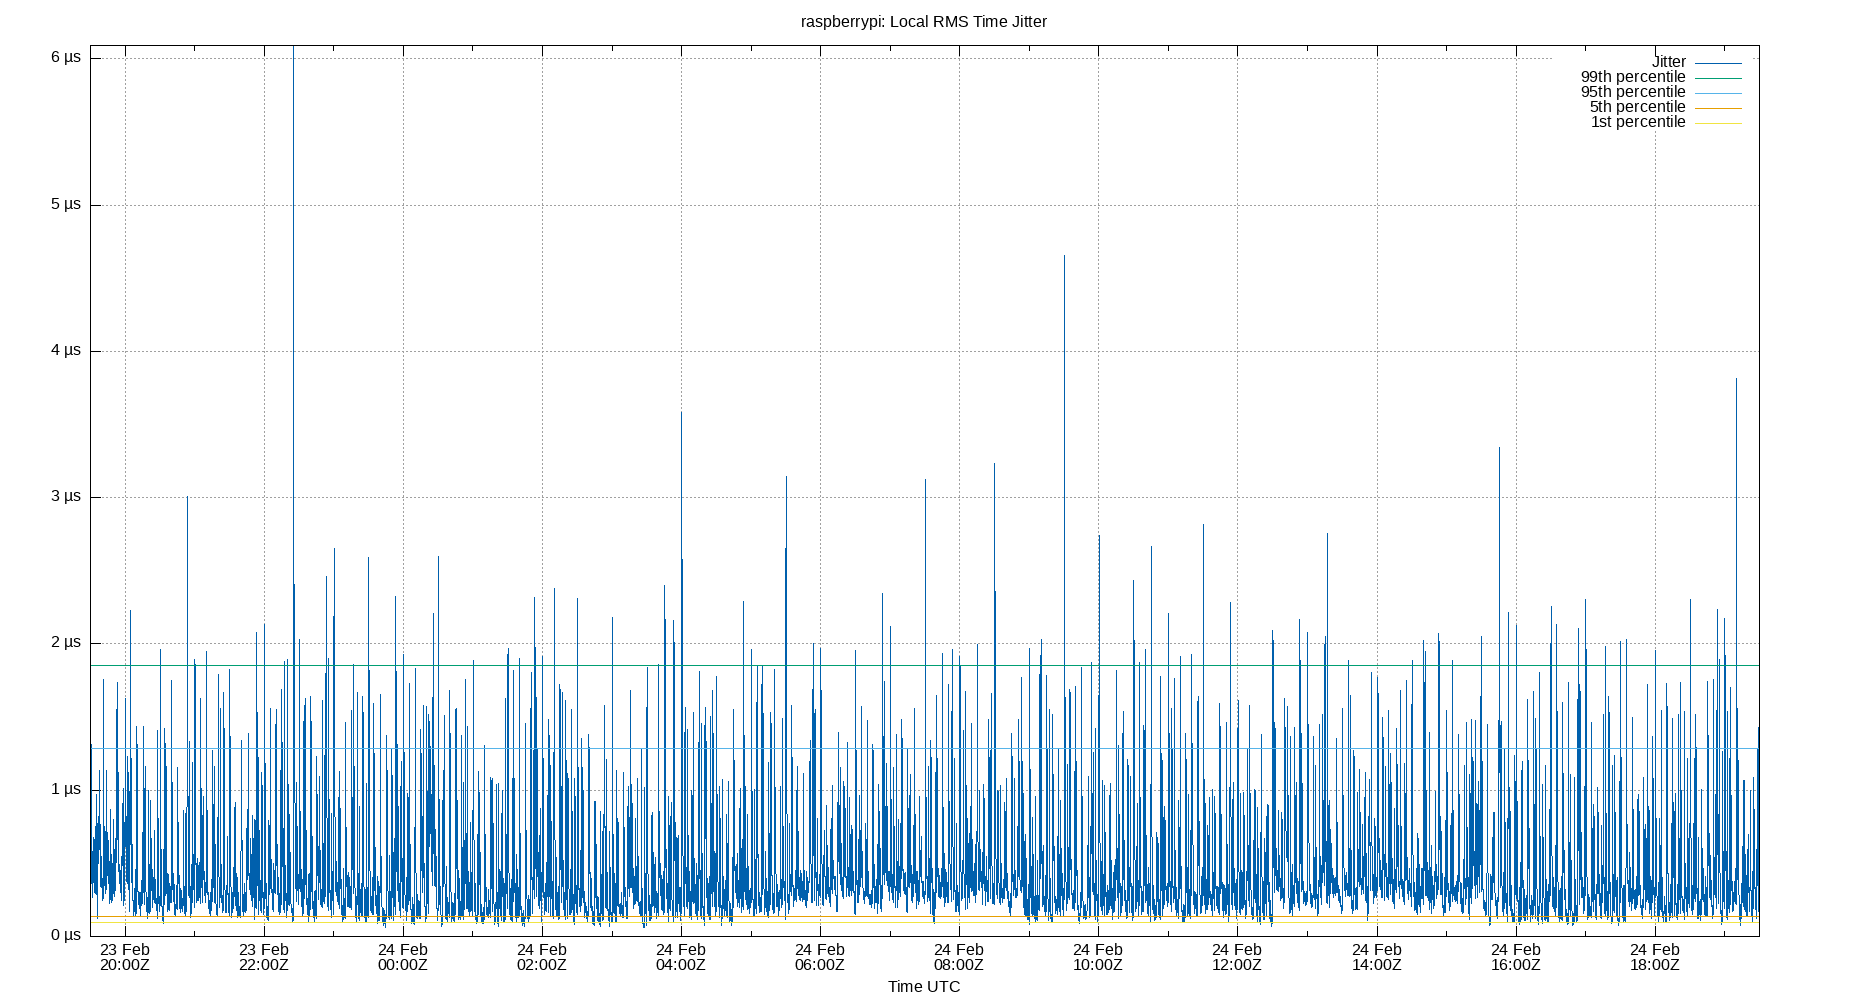 raspberrypi: Local RMS Time Jitter
6 µs
5 µs
4 µs
3 µs
2 µs
1 µs
0 µs
Jitter
99th percentile
95th percentile
5th percentile
1st percentile
23 Feb 23 Feb 24 Feb 24 Feb 24 Feb 24 Feb 24 Feb 24 Feb 24 Feb 24 Feb 24 Feb 24 Feb
20:00Z 22:00Z 00:00Z 02:00Z 04:00Z 06:00Z 08:00Z 10:00Z 12:00Z 14:00Z 16:00Z 18:00Z
Time UTC